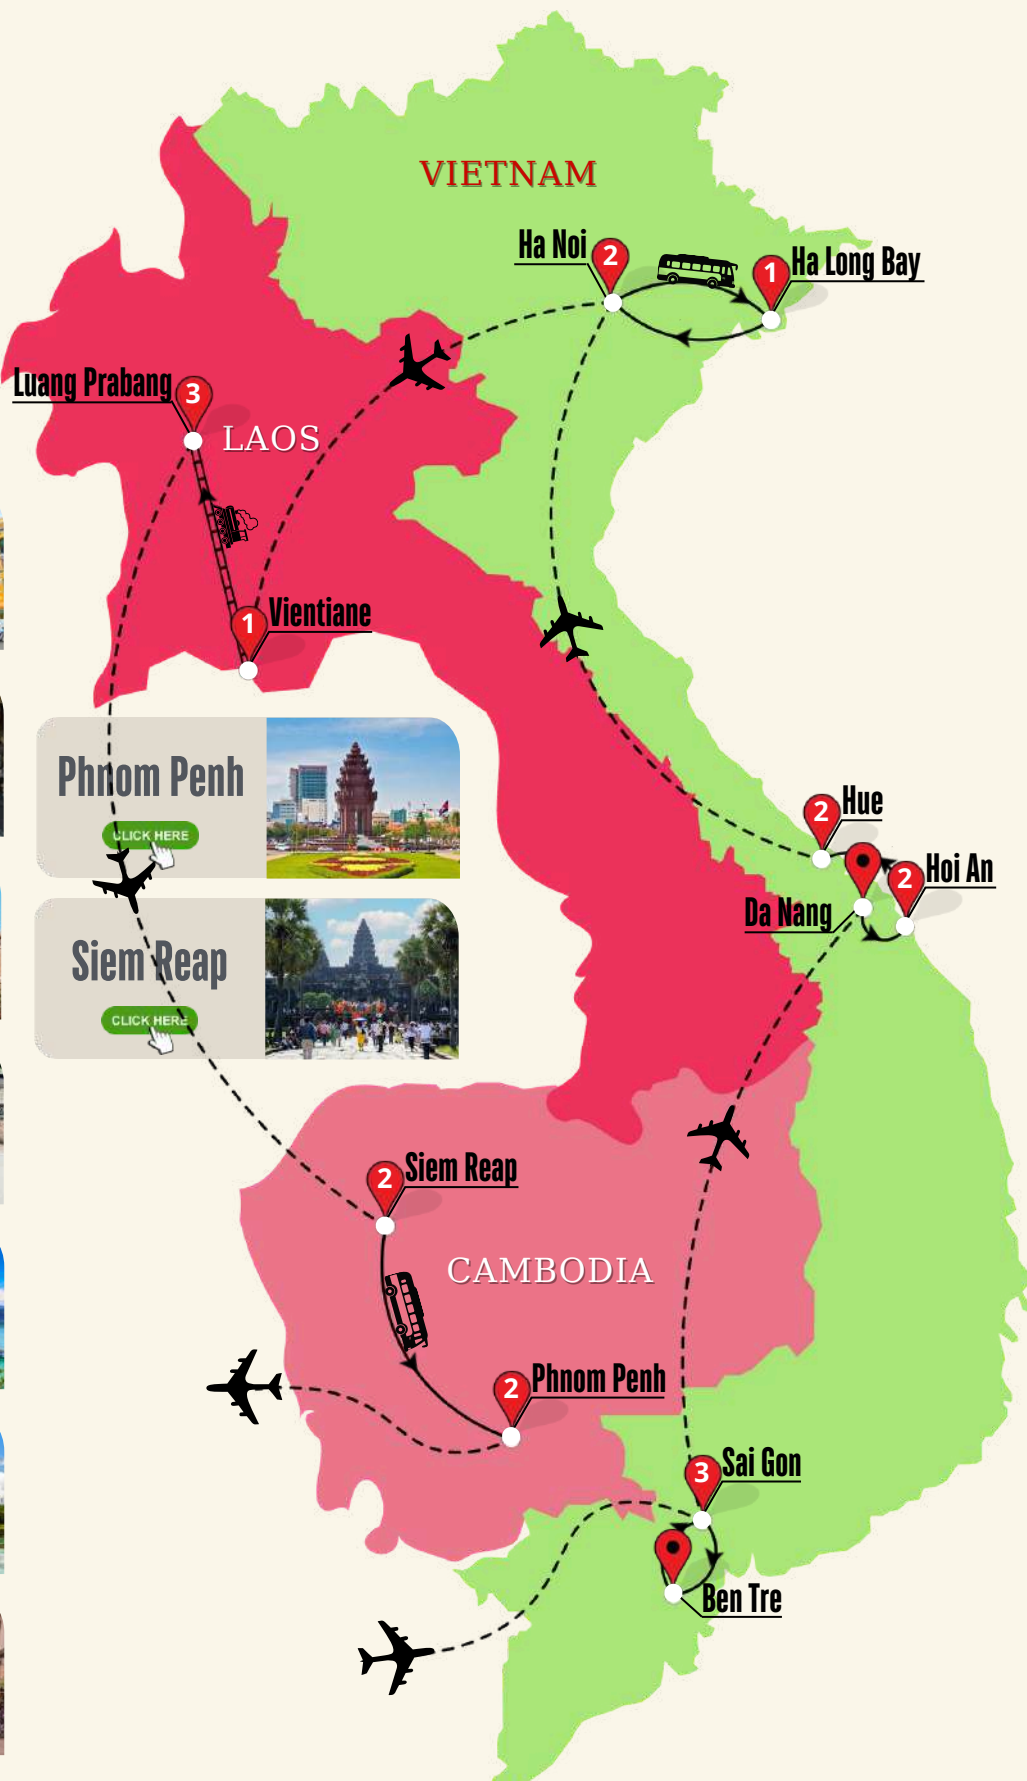 VIETNAM
Ha Noi
2
1
Ha Long Bay
Luang Prabang
3
LAOS
1
Vientiane
Phnom Penh
CLICK HERE
2
Hue
2
Hoi An
Da Nang
Siem Reap
CLICK HERE
2
Siem Reap
CAMBODIA
2
Phnom Penh
3
Sai Gon
Ben Tre